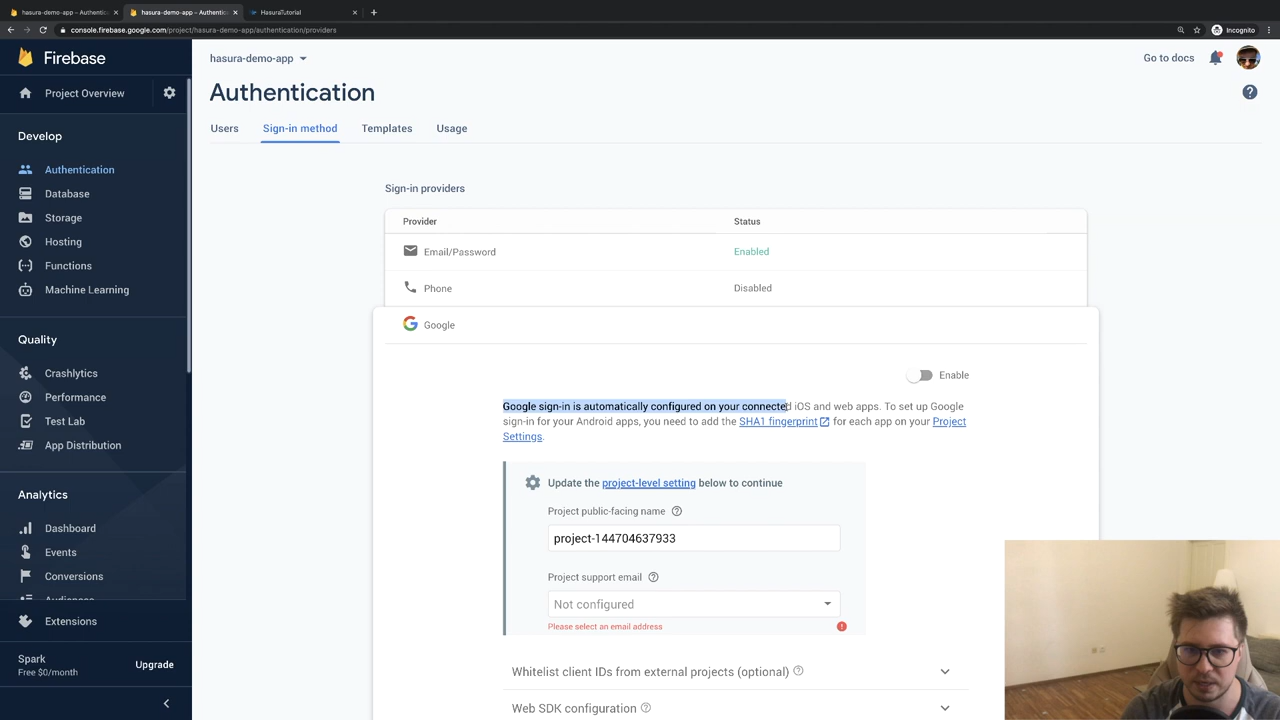 hasura-demo-app – Authentic
hasura-demo-app – Authentic
HasuraTutorial
console.firebase.google.com/project/hasura-demo-app/authentication/providers
Incognito
Firebase
hasura-demo-app
Go to docs
Project Overview
Authentication
Users
Sign-in method
Templates
Usage
Develop
Authentication
Database
Storage
Hosting
Functions
Machine Learning
Quality
Crashlytics
Performance
Test Lab
App Distribution
Analytics
Dashboard
Events
Conversions
Audiences
Extensions
Spark
Free $0/month
Upgrade
Sign-in providers
Provider
Status
Email/Password
Enabled
Phone
Disabled
Google
Enable
Google sign-in is automatically configured on your connected iOS and web apps. To set up Google
sign-in for your Android apps, you need to add the SHA1 fingerprint for each app on your Project
Settings.
Update the project-level setting below to continue
Project public-facing name
project-144704637933
Project support email
Not configured
Please select an email address
Whitelist client IDs from external projects (optional)
Web SDK configuration